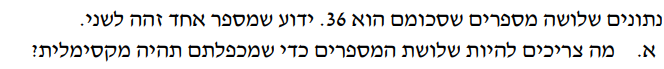 נתונים שלושה מספרים שסכומם הוא 36. ידוע שמספר אחד זהה לשני.
א. מה צריכים להיות שלושת המספרים כדי שמכפלתם תהיה מקסימלית?